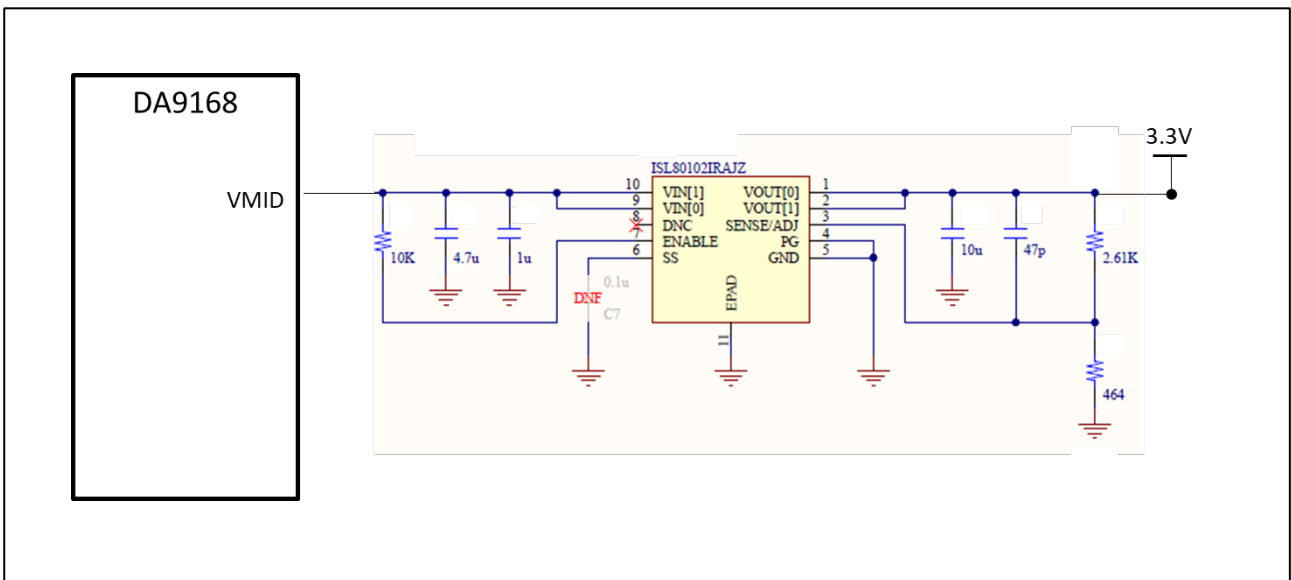 DA9168
VMID
3.3V
ISL80102IRAJZ
10 VIN[1] VOUT[0] 1
9 VIN[0] VOUT[1] 2
8 DNC SENSE/ADJ 3
7 ENABLE PG 4
6 SS GND 5
EPAD
11
10K
4.7u
1u
0.1u
DNF
C7
10u
47p
2.61K
464